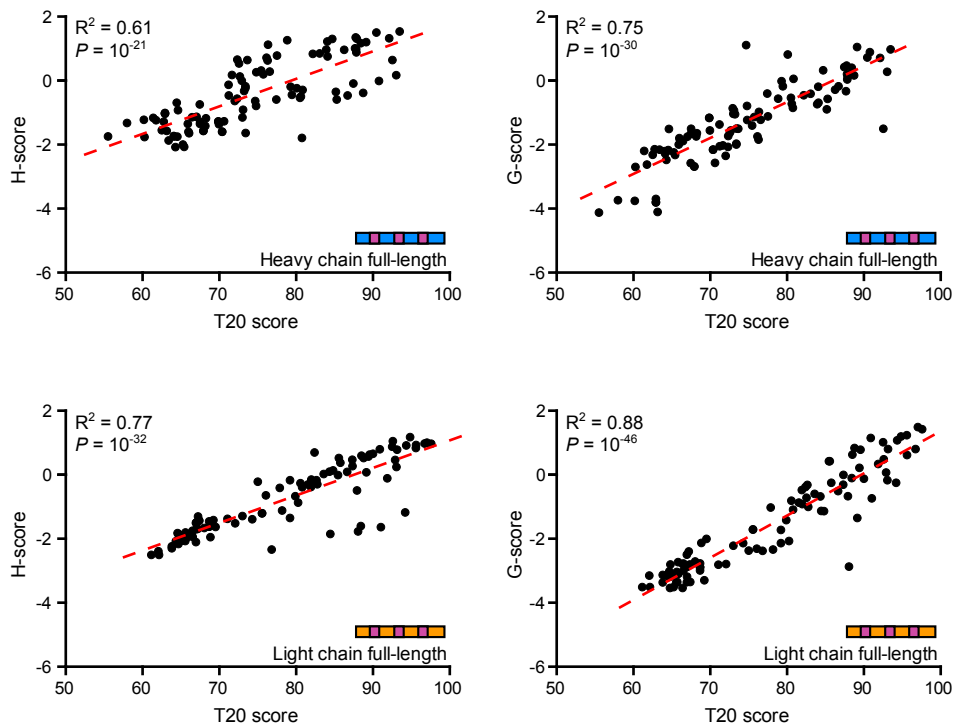 R² = 0.61
P = 10⁻²¹
2
0
-2
-4
-6
H-score
Heavy chain full-length
50 60 70 80 90 100
T20 score
R² = 0.75
P = 10⁻³⁰
2
0
-2
-4
-6
G-score
Heavy chain full-length
50 60 70 80 90 100
T20 score
R² = 0.77
P = 10⁻³²
2
0
-2
-4
-6
H-score
Light chain full-length
50 60 70 80 90 100
T20 score
R² = 0.88
P = 10⁻⁴⁶
2
0
-2
-4
-6
G-score
Light chain full-length
50 60 70 80 90 100
T20 score